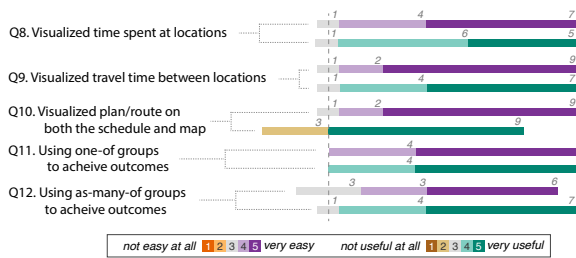 1 4 7
Q8. Visualized time spent at locations
1 6 5
1 2 9
Q9. Visualized travel time between locations
1 4 7
1 2 9
Q10. Visualized plan/route on
3 9
both the schedule and map
4
Q11. Using one-of groups
4
to acheive outcomes
3 3 6
Q12. Using as-many-of groups
1 4 7
to acheive outcomes
not easy at all 1 2 3 4 5 very easy not useful at all 1 2 3 4 5 very useful